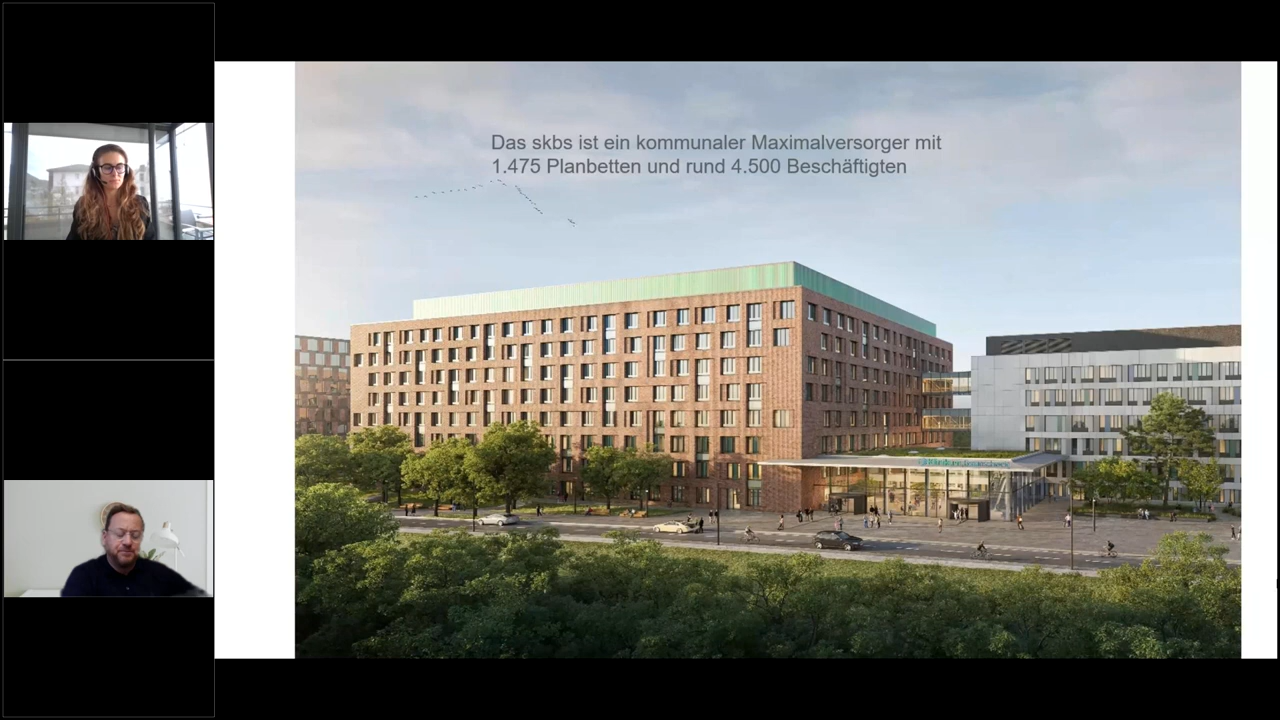 Das skbs ist ein kommunaler Maximalversorger mit
1.475 Planbetten und rund 4.500 Beschäftigten